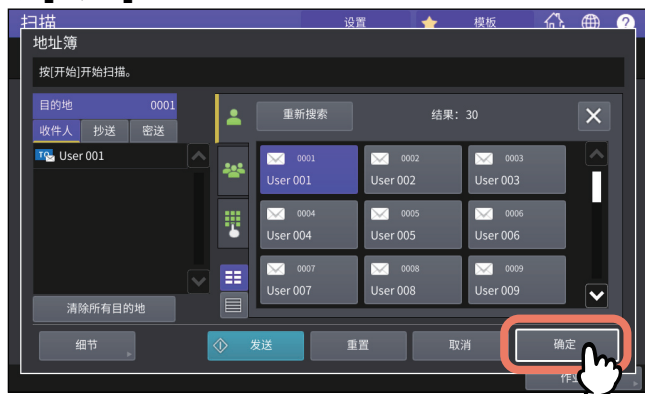 扫描
设置
模板
?
地址簿
按[开始]开始扫描。
目的地 0001
收件人 抄送 密送
TO User 001
清除所有目的地
重新搜索
结果：30
0001
User 001
0002
User 002
0003
User 003
0004
User 004
0005
User 005
0006
User 006
0007
User 007
0008
User 008
0009
User 009
细节
发送
重置
取消
确定
作业